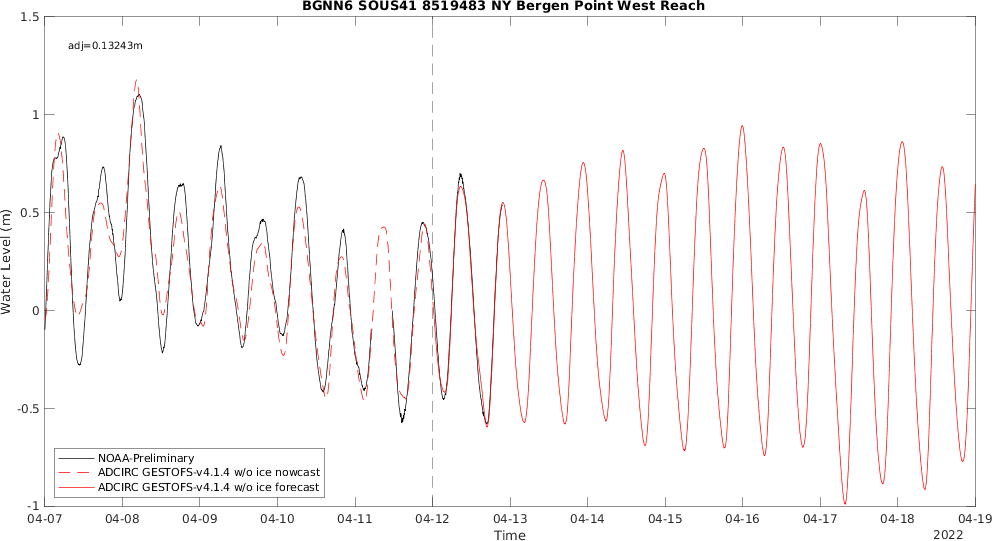 BGNN6 SOUS41 8519483 NY Bergen Point West Reach
1.5
adj=0.13243m
1
0.5
Water Level (m)
0
-0.5
NOAA-Preliminary
ADCIRC GESTOFS-v4.1.4 w/o ice nowcast
ADCIRC GESTOFS-v4.1.4 w/o ice forecast
-1
04-07 04-08 04-09 04-10 04-11 04-12 04-13 04-14 04-15 04-16 04-17 04-18 04-19
Time
2022